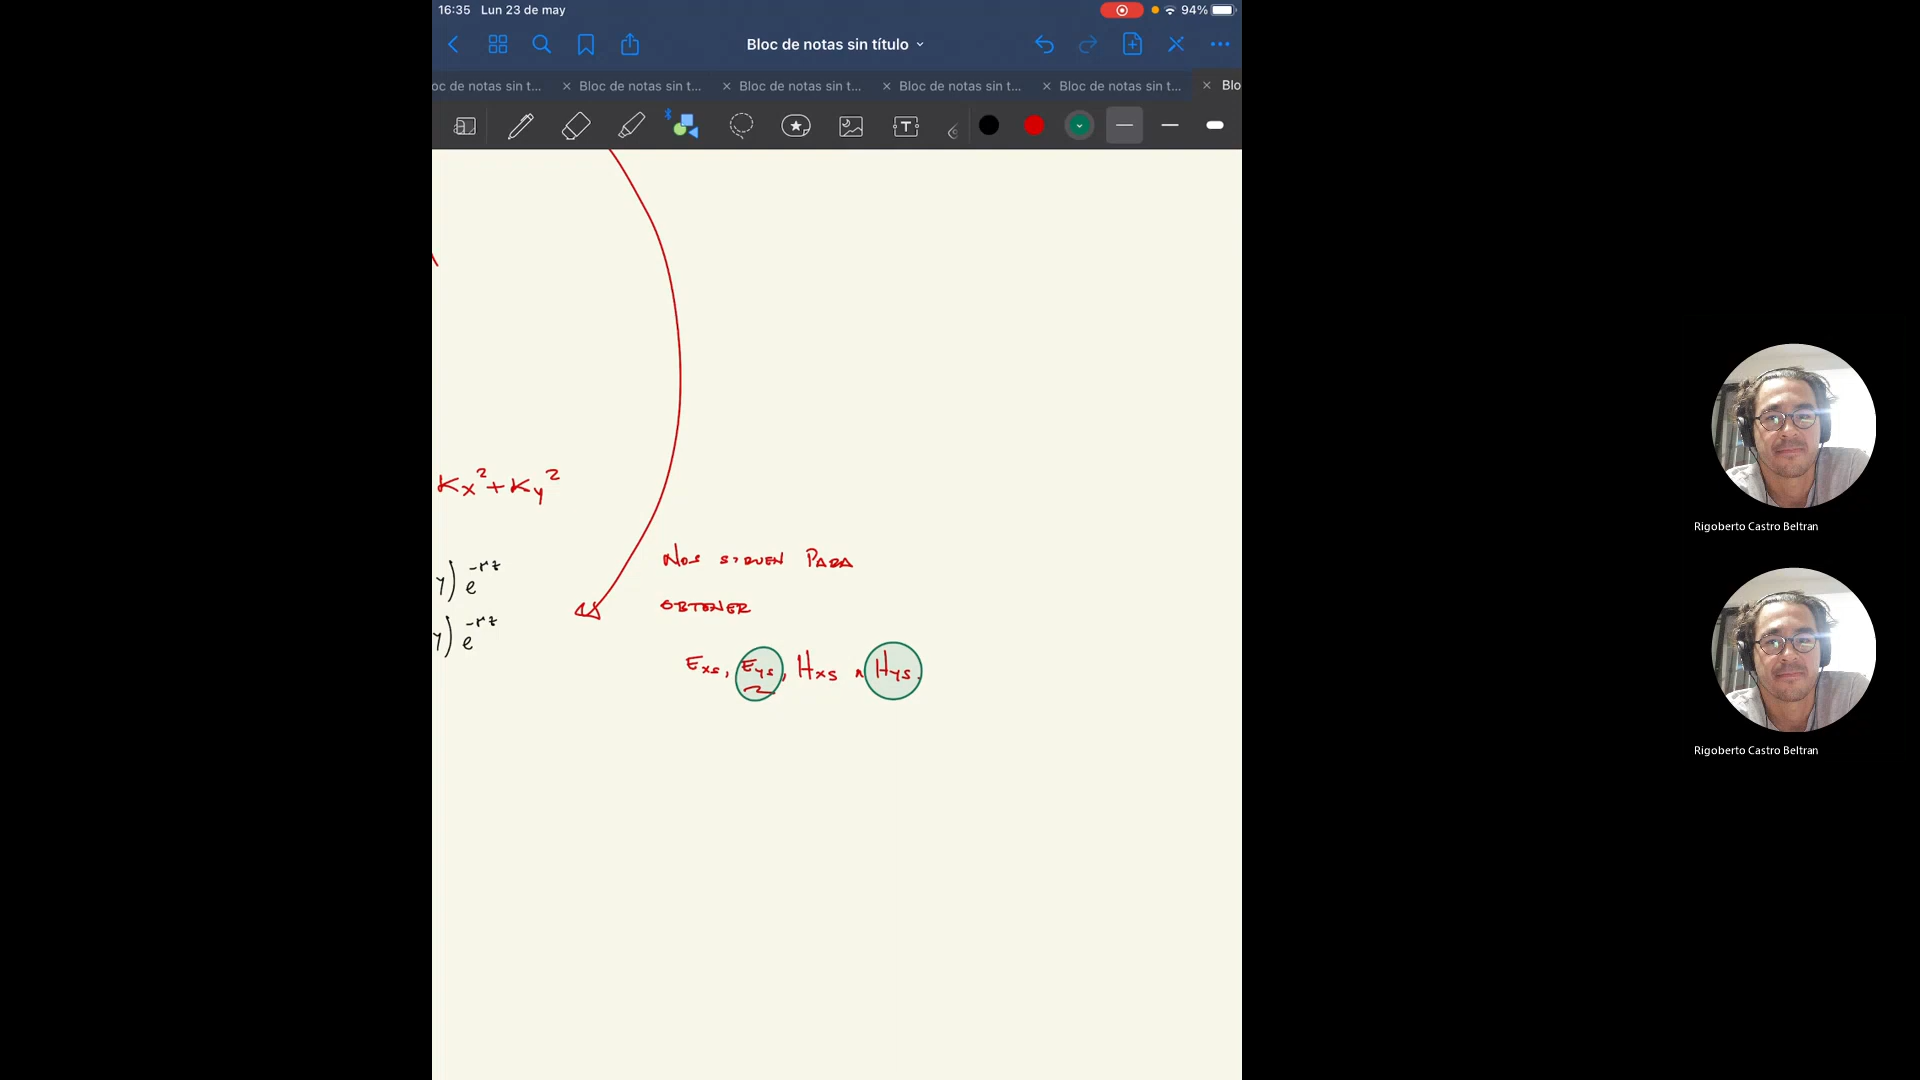 16:35 Lun 23 de may 94%
Bloc de notas sin título
oc de notas sin t... Bloc de notas sin t... Bloc de notas sin t... Bloc de notas sin t... Bloc de notas sin t... Blo
Kx² + Ky²
Nos sirven Para
y) e^-γz
obtener
y) e^-γz
Exs, Eys, Hxs ^ Hys.
Rigoberto Castro Beltran
Rigoberto Castro Beltran